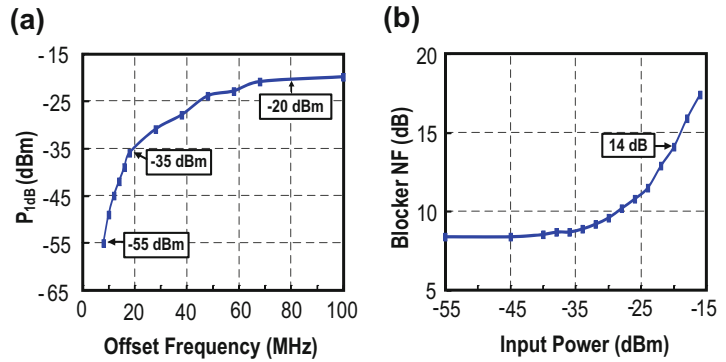 (a)
P1dB (dBm)
-15
-25
-35
-45
-55
-65
-20 dBm
-35 dBm
-55 dBm
0
20
40
60
80
100
Offset Frequency (MHz)
(b)
Blocker NF (dB)
20
15
10
5
14 dB
-55
-45
-35
-25
-15
Input Power (dBm)